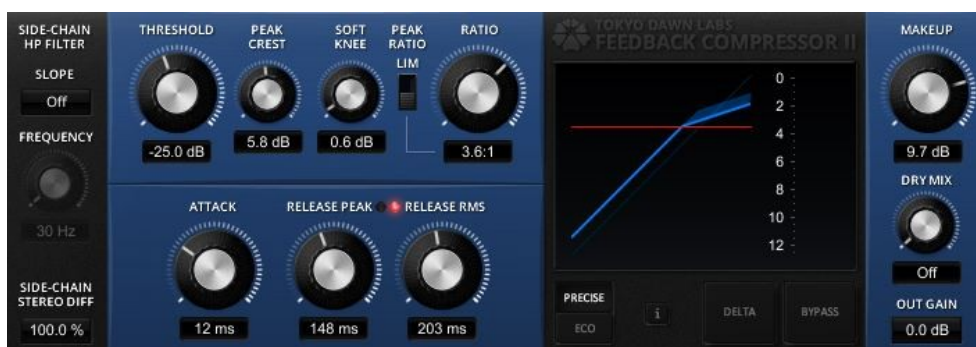 SIDE-CHAIN
HP FILTER
SLOPE
Off
FREQUENCY
30 Hz
SIDE-CHAIN
STEREO DIFF
100.0 %
THRESHOLD
-25.0 dB
PEAK
CREST
5.8 dB
SOFT
KNEE
0.6 dB
PEAK
RATIO
LIM
RATIO
3.6:1
ATTACK
12 ms
RELEASE PEAK
148 ms
RELEASE RMS
203 ms
TOKYO DAWN LABS
FEEDBACK COMPRESSOR II
0
2
4
6
8
10
12
PRECISE
ECO
i
DELTA
BYPASS
MAKEUP
9.7 dB
DRY MIX
Off
OUT GAIN
0.0 dB